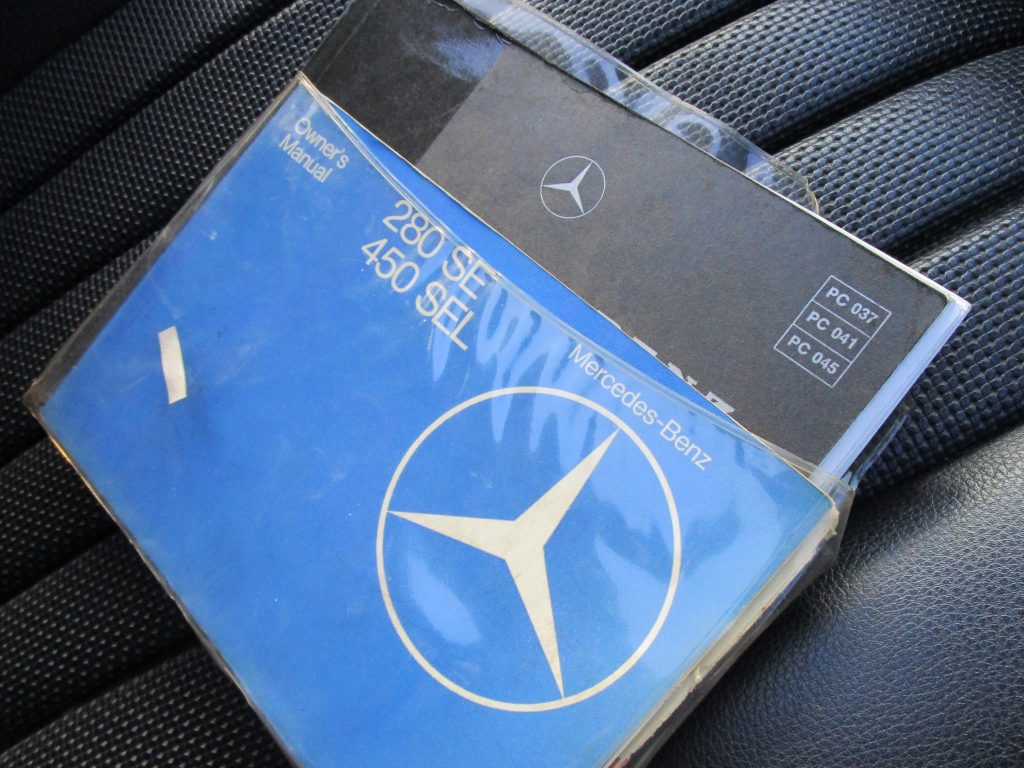 Owner's
Manual
280 SE
450 SEL
Mercedes-Benz
PC 037
PC 041
PC 045